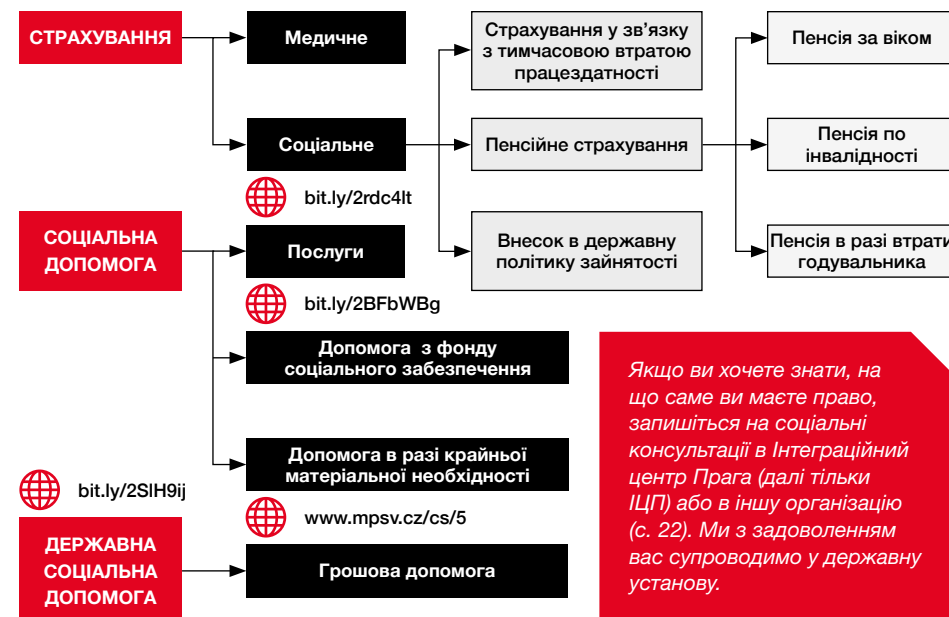 СТРАХУВАННЯ
Медичне
Страхування у зв’язку
з тимчасовою втратою
працездатності
Пенсія за віком
Соціальне
Пенсійне страхування
Пенсія по
інвалідності
bit.ly/2rdc4lt
СОЦІАЛЬНА
ДОПОМОГА
Послуги
Внесок в державну
політику зайнятості
Пенсія в разі втрати
годувальника
bit.ly/2BFbWBg
Допомога з фонду
соціального забезпечення
Допомога в разі крайньої
матеріальної необхідності
bit.ly/2SlH9ij
www.mpsv.cz/cs/5
ДЕРЖАВНА
СОЦІАЛЬНА
ДОПОМОГА
Грошова допомога
Якщо ви хочете знати, на
що саме ви маєте право,
запишіться на соціальні
консультації в Інтеграційний
центр Прага (далі тільки
ІЦП) або в іншу організацію
(с. 22). Ми з задоволенням
вас супроводимо у державну
установу.